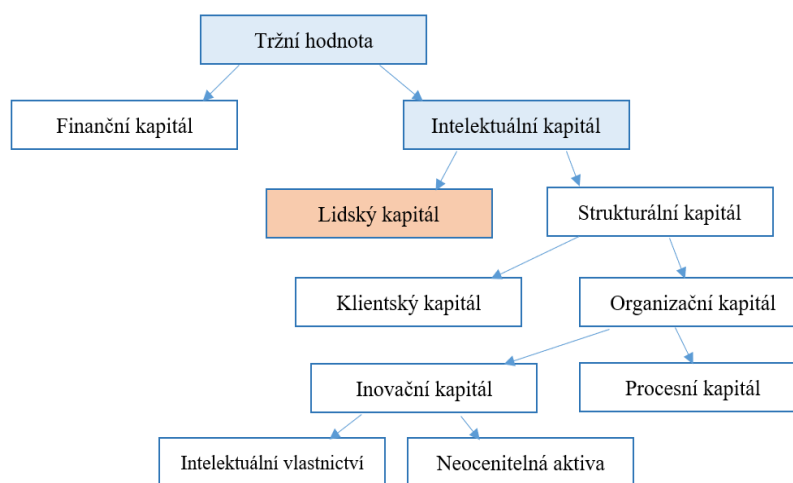 Tržní hodnota
Finanční kapitál
Intelektuální kapitál
Lidský kapitál
Strukturální kapitál
Klientský kapitál
Organizační kapitál
Inovační kapitál
Procesní kapitál
Intelektuální vlastnictví
Neocenitelná aktiva